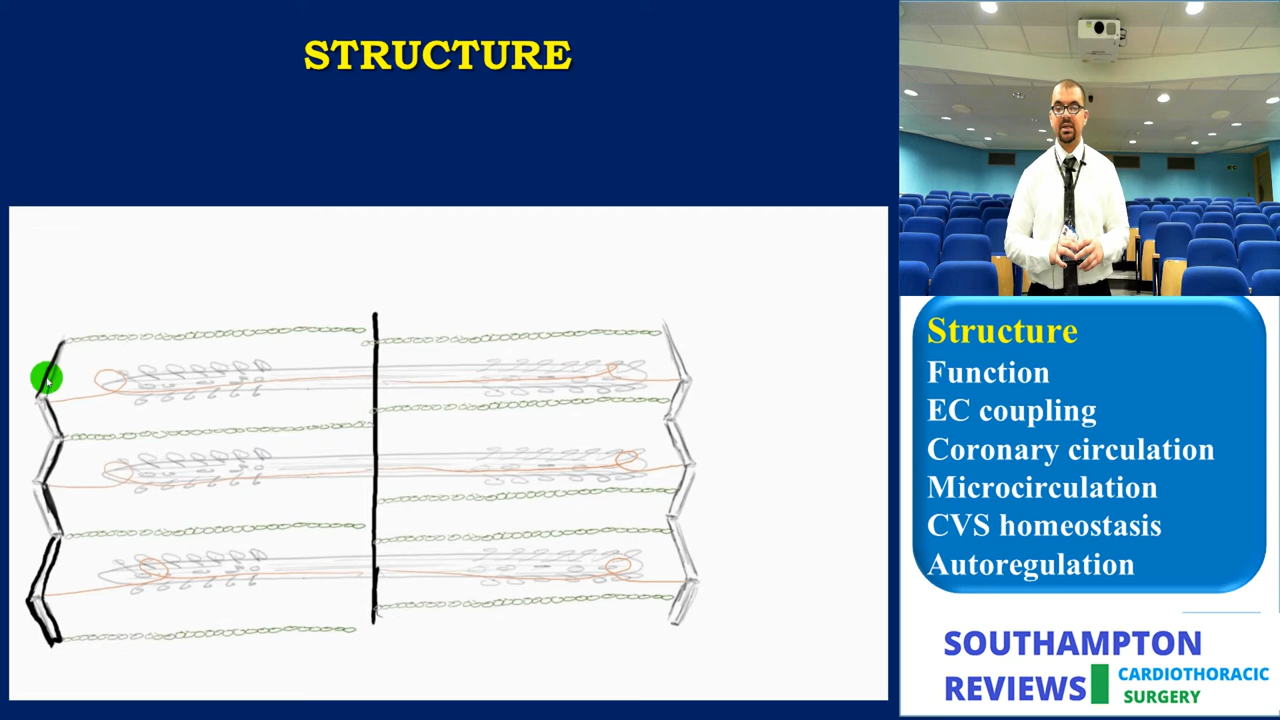 STRUCTURE
Structure
Function
EC coupling
Coronary circulation
Microcirculation
CVS homeostasis
Autoregulation
SOUTHAMPTON
REVIEWS
CARDIOTHORACIC
SURGERY